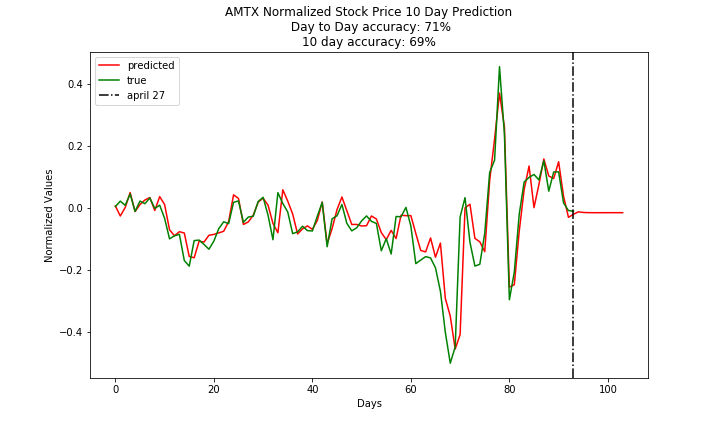 AMTX Normalized Stock Price 10 Day Prediction
Day to Day accuracy: 71%
10 day accuracy: 69%
predicted
true
april 27
Normalized Values
0.4
0.2
0.0
−0.2
−0.4
0 20 40 60 80 100
Days